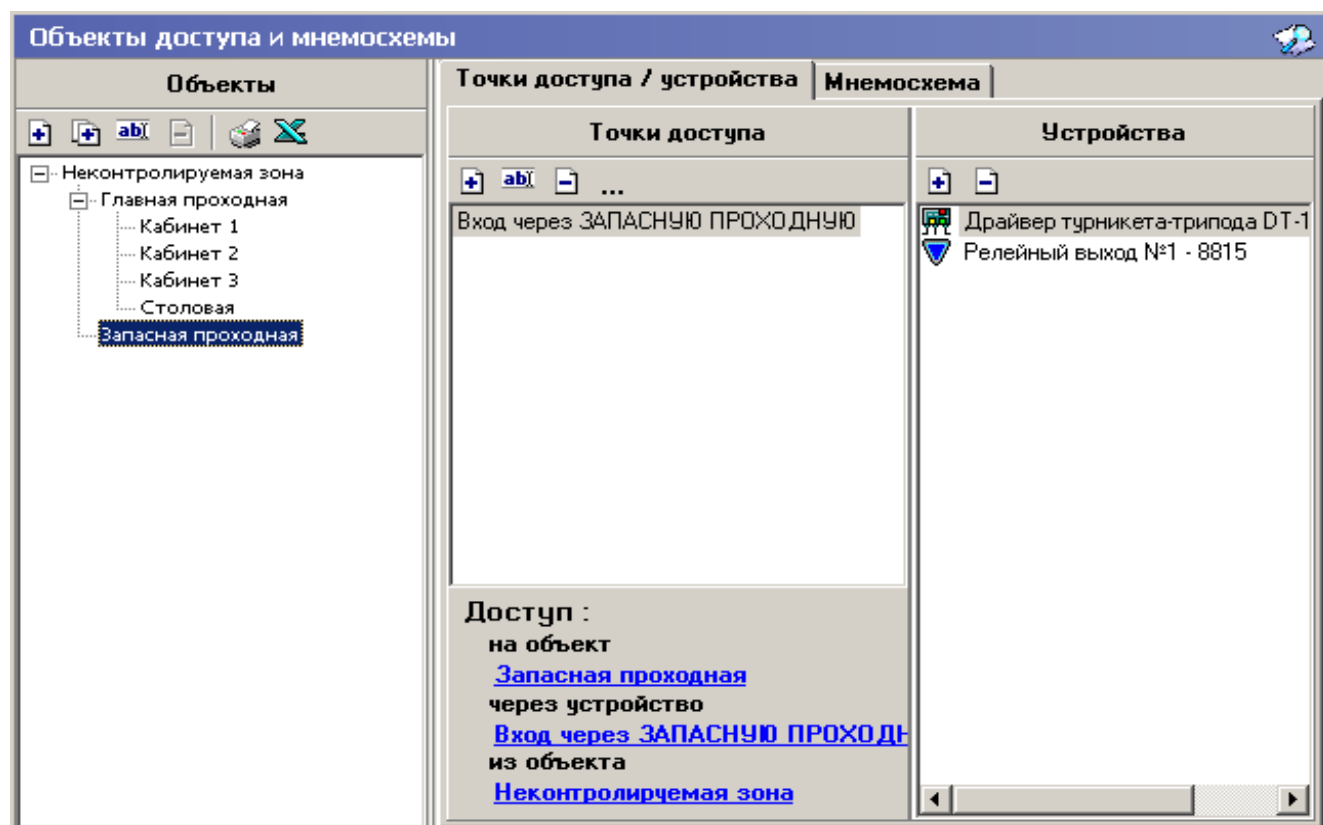 Объекты доступа и мнемосхемы
Объекты
Неконтролируемая зона
Главная проходная
Кабинет 1
Кабинет 2
Кабинет 3
Столовая
Запасная проходная
Точки доступа / устройства
Мнемосхема
Точки доступа
...
Вход через ЗАПАСНУЮ ПРОХОДНУЮ
Доступ :
на объект
Запасная проходная
через устройство
Вход через ЗАПАСНУЮ ПРОХОДН
из объекта
Неконтролируемая зона
Устройства
Драйвер турникета-трипода DT-1
Релейный выход №1 - 8815